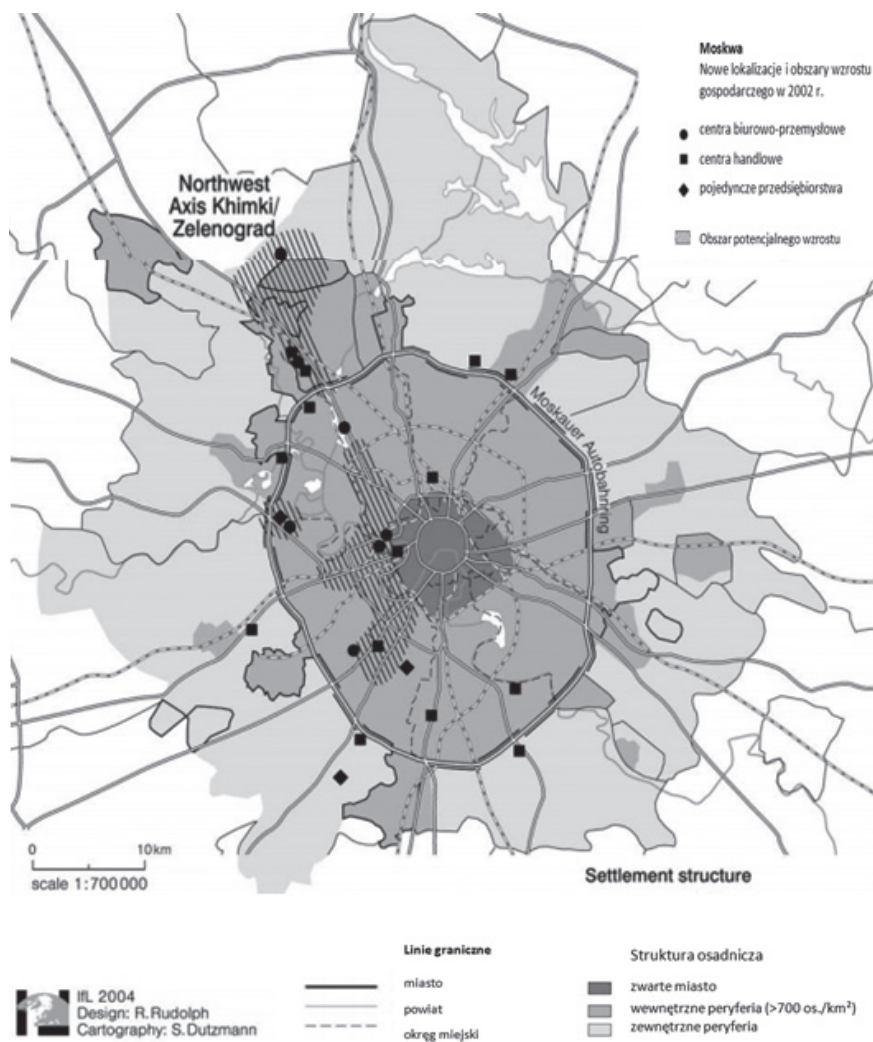 Moskwa
Nowe lokalizacje i obszary wzrostu
gospodarczego w 2002 r.
centra biurowo-przemysłowe
centra handlowe
pojedyncze przedsiębiorstwa
Obszar potencjalnego wzrostu
Northwest
Axis Khimki/
Zelenograd
Moskauer Autobahnring
0 10km
scale 1:700 000
Settlement structure
IfL 2004
Design: R. Rudolph
Cartography: S. Dutzmann
Linie graniczne
miasto
powiat
okręg miejski
Struktura osadnicza
zwarte miasto
wewnętrzne peryferia (>700 os./km²)
zewnętrzne peryferia